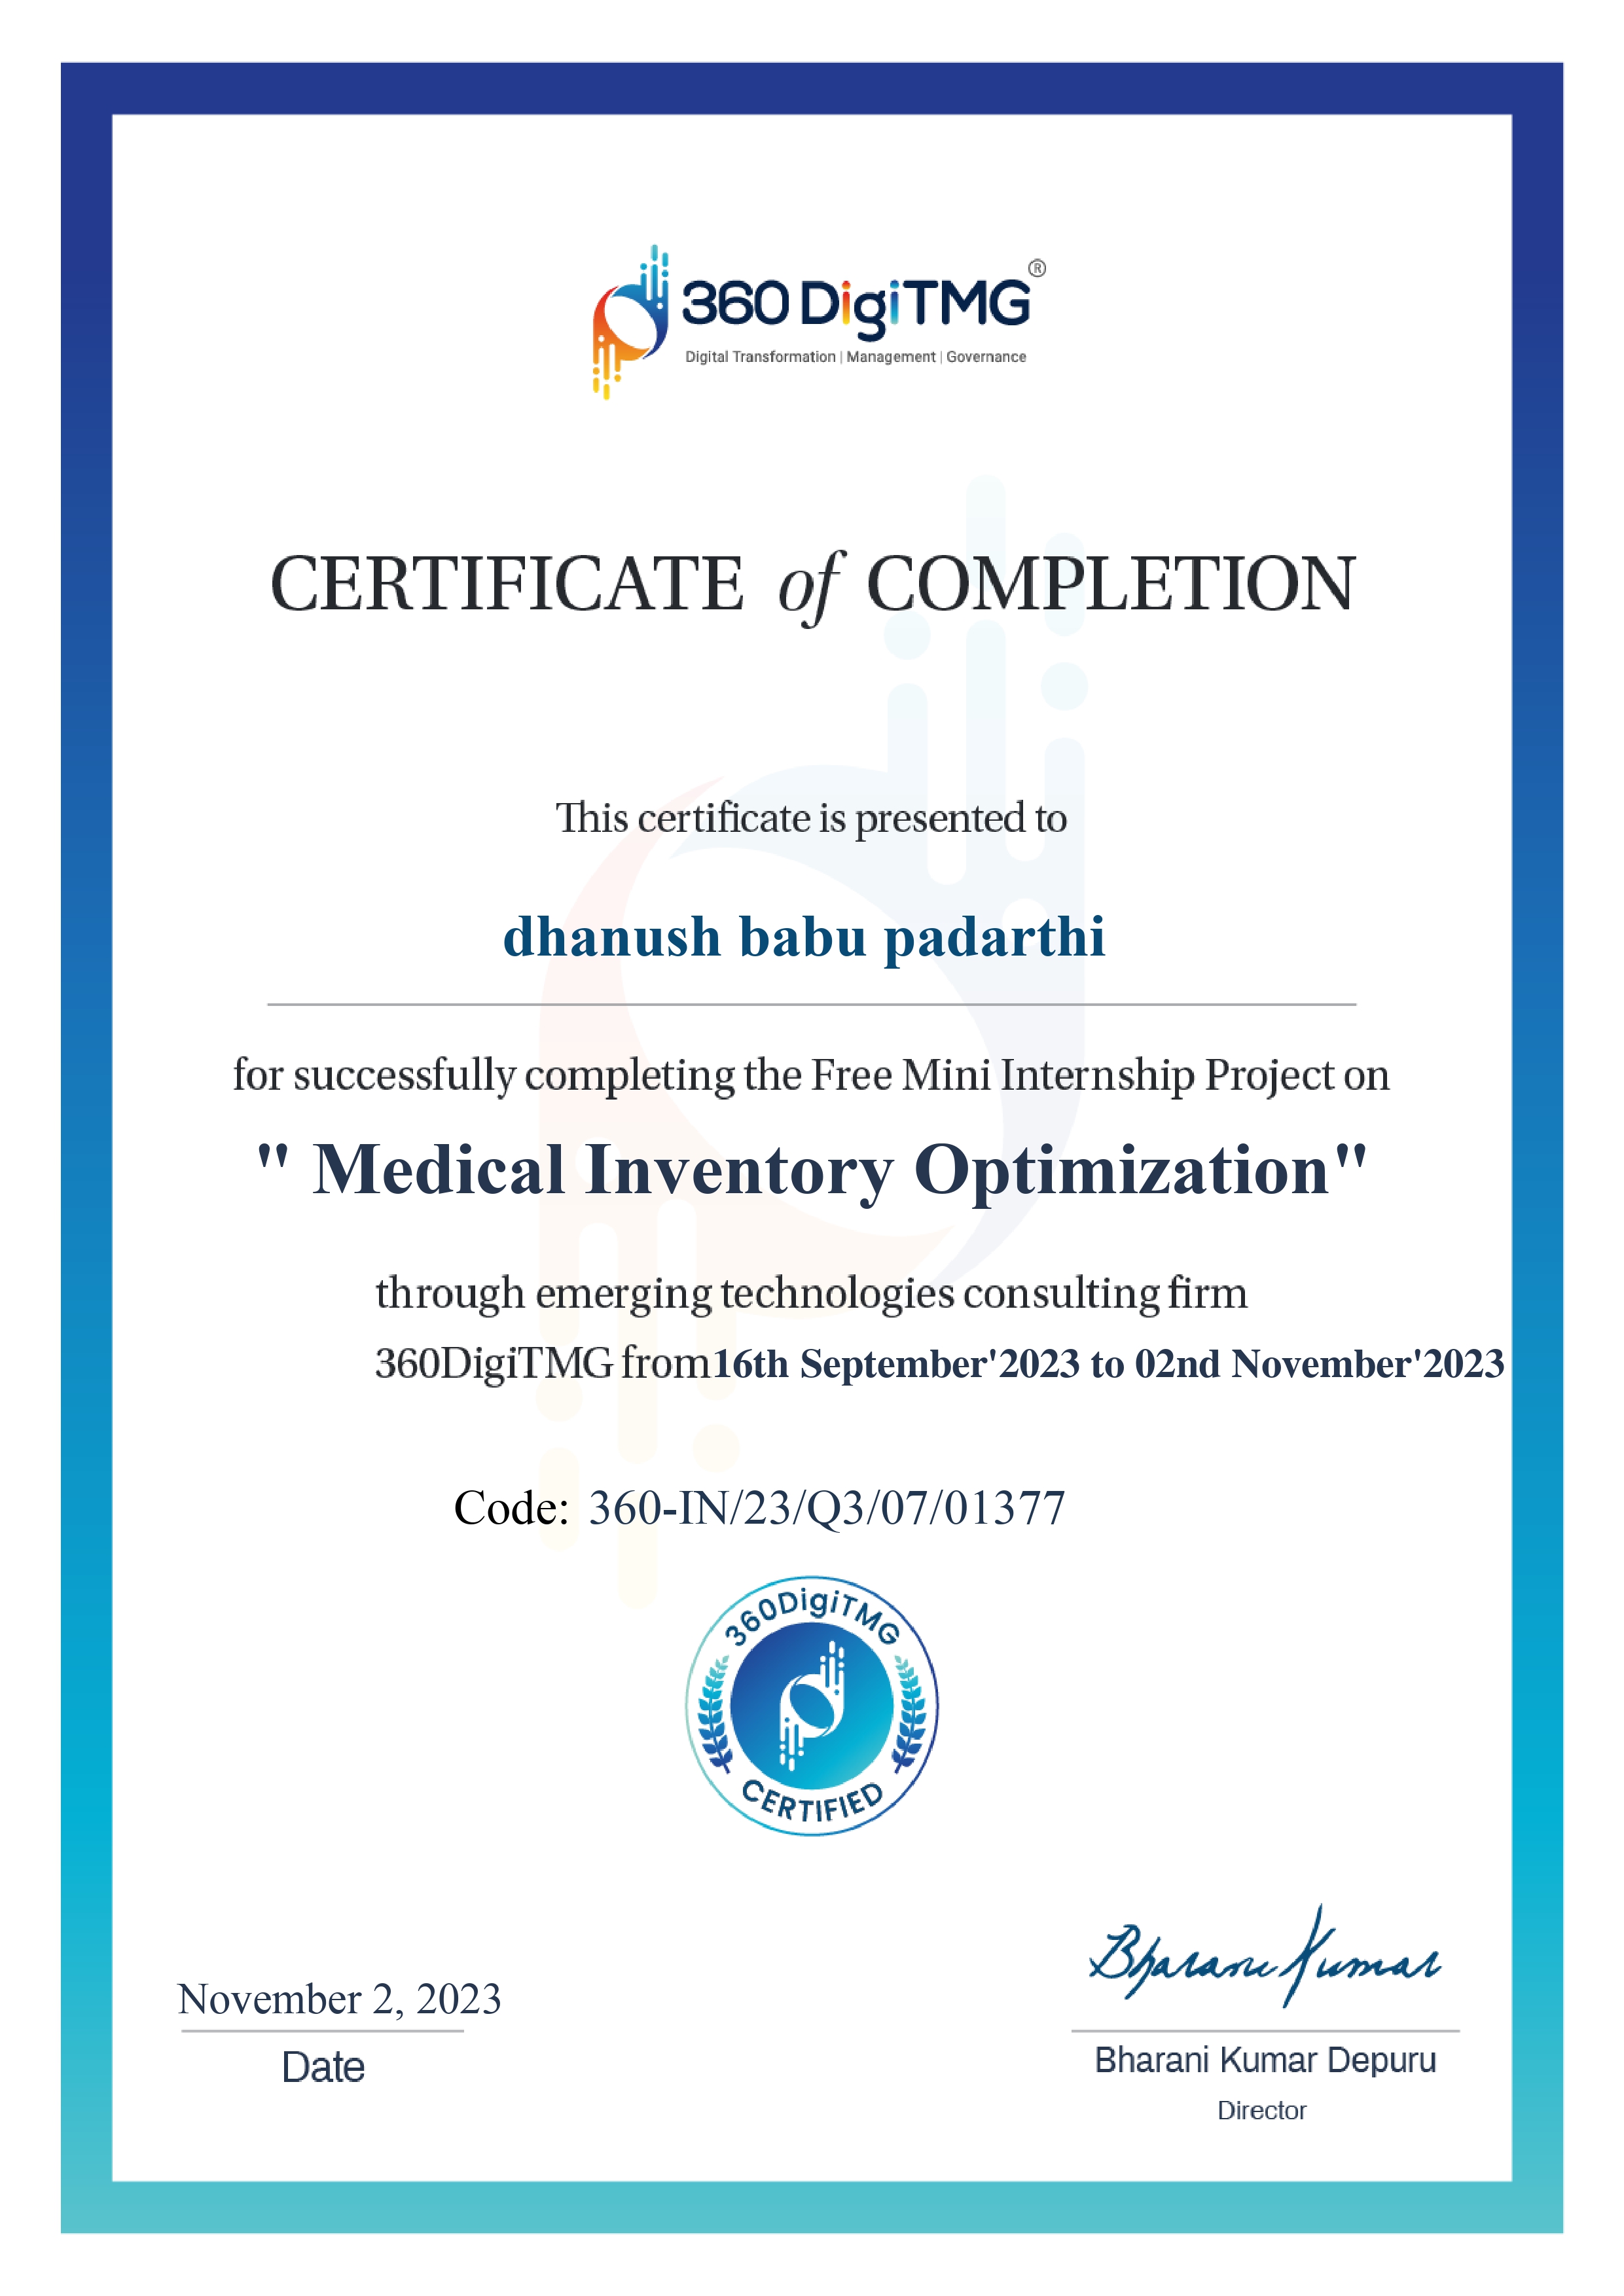 360 DigiTMG®
Digital Transformation | Management | Governance
CERTIFICATE of COMPLETION
This certificate is presented to
dhanush babu padarthi
for successfully completing the Free Mini Internship Project on
" Medical Inventory Optimization"
through emerging technologies consulting firm
360DigiTMG from16th September'2023 to 02nd November'2023
Code: 360-IN/23/Q3/07/01377
360DigiTMG
CERTIFIED
Bharani Kumar
November 2, 2023
Date
Bharani Kumar Depuru
Director